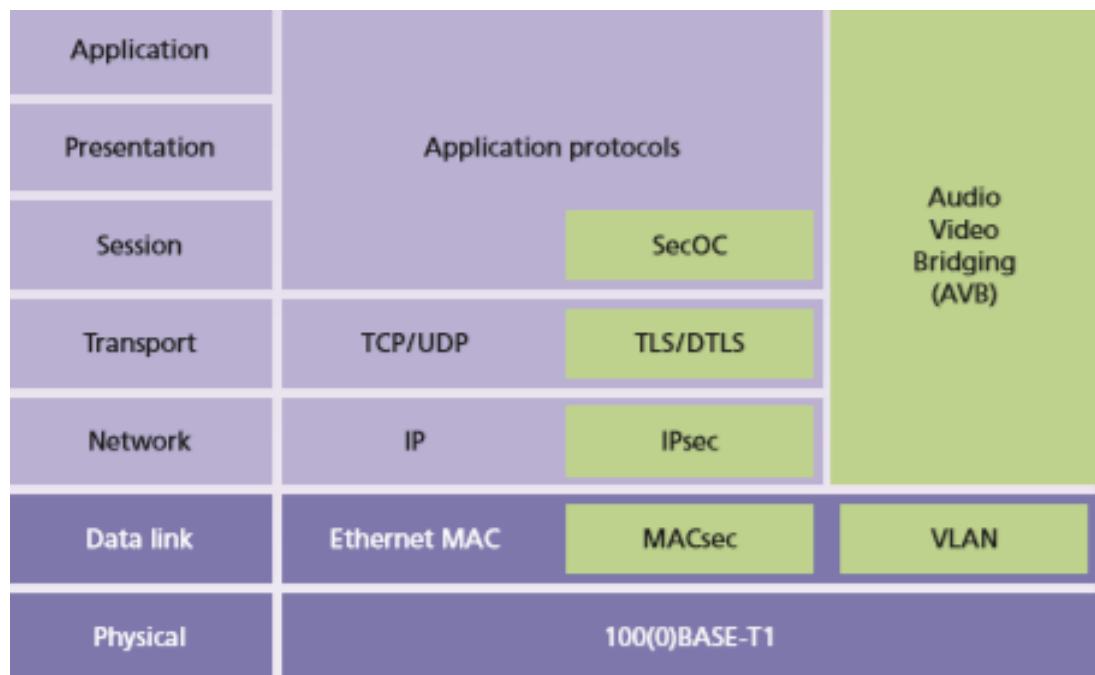 Application
Presentation
Application protocols
Audio
Video
Bridging
(AVB)
Session
SecOC
Transport
TCP/UDP
TLS/DTLS
Network
IP
IPsec
Data link
Ethernet MAC
MACsec
VLAN
Physical
100(0)BASE-T1